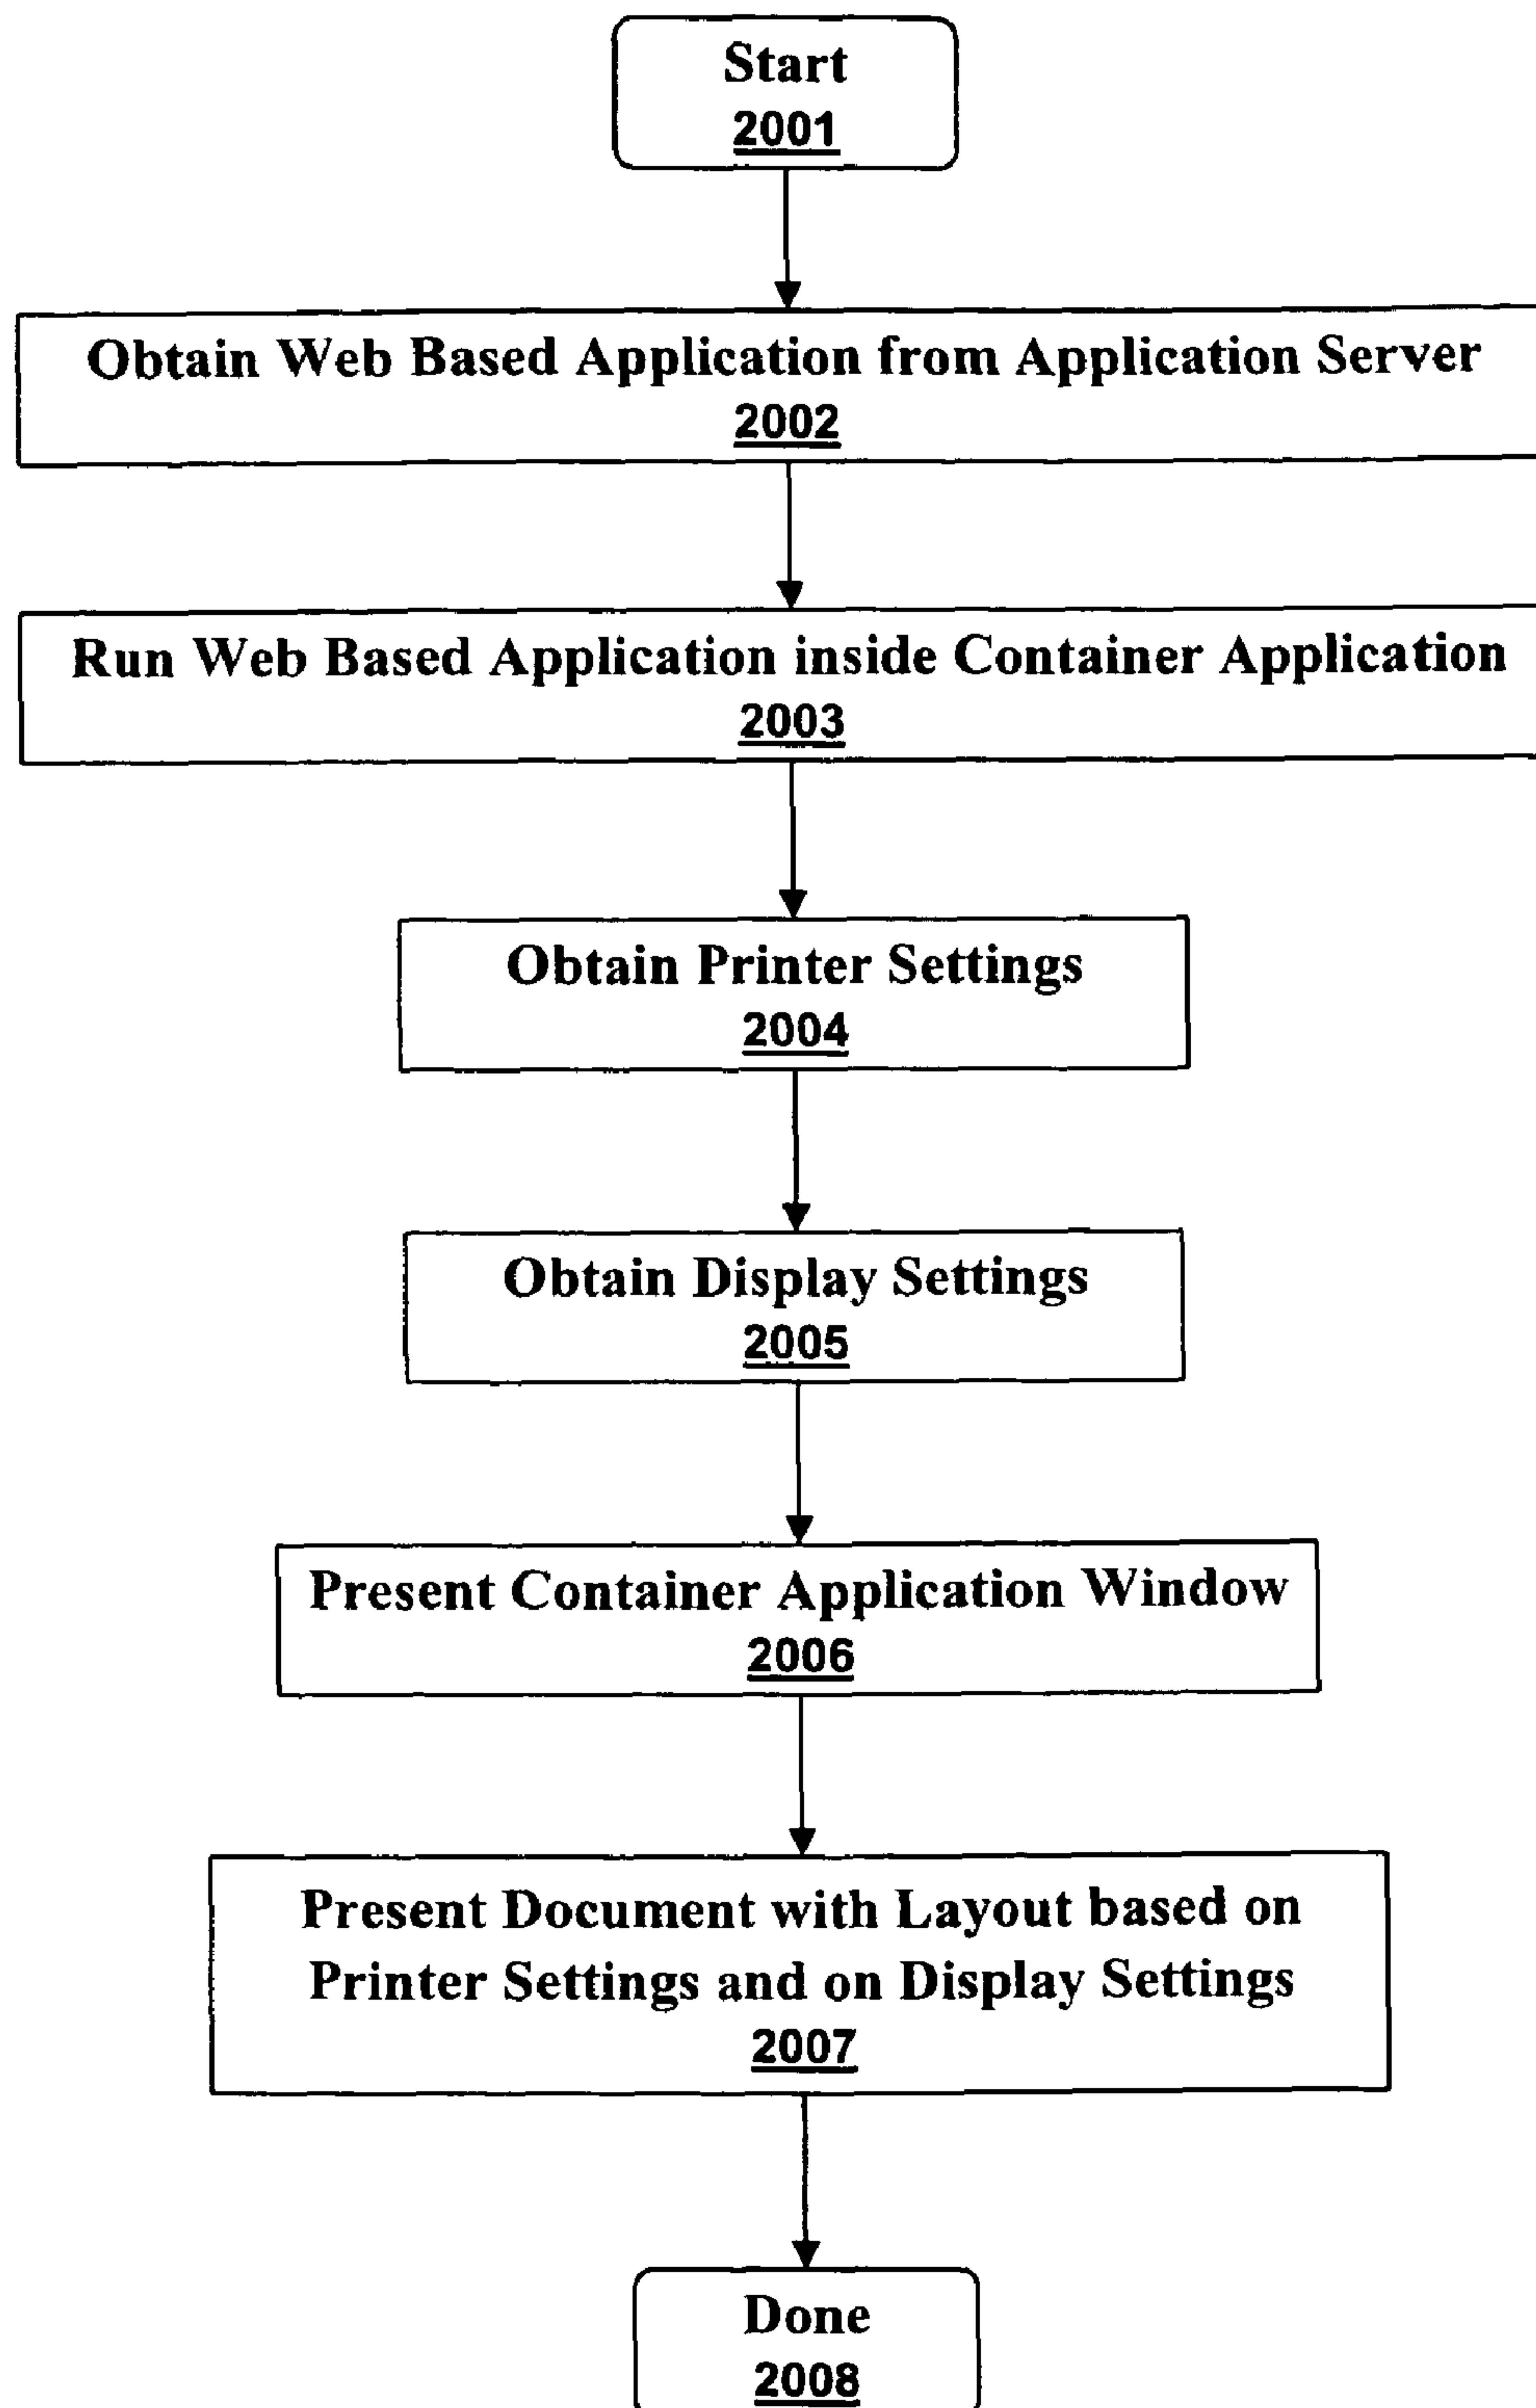 Start
2001
Obtain Web Based Application from Application Server
2002
Run Web Based Application inside Container Application
2003
Obtain Printer Settings
2004
Obtain Display Settings
2005
Present Container Application Window
2006
Present Document with Layout based on
Printer Settings and on Display Settings
2007
Done
2008